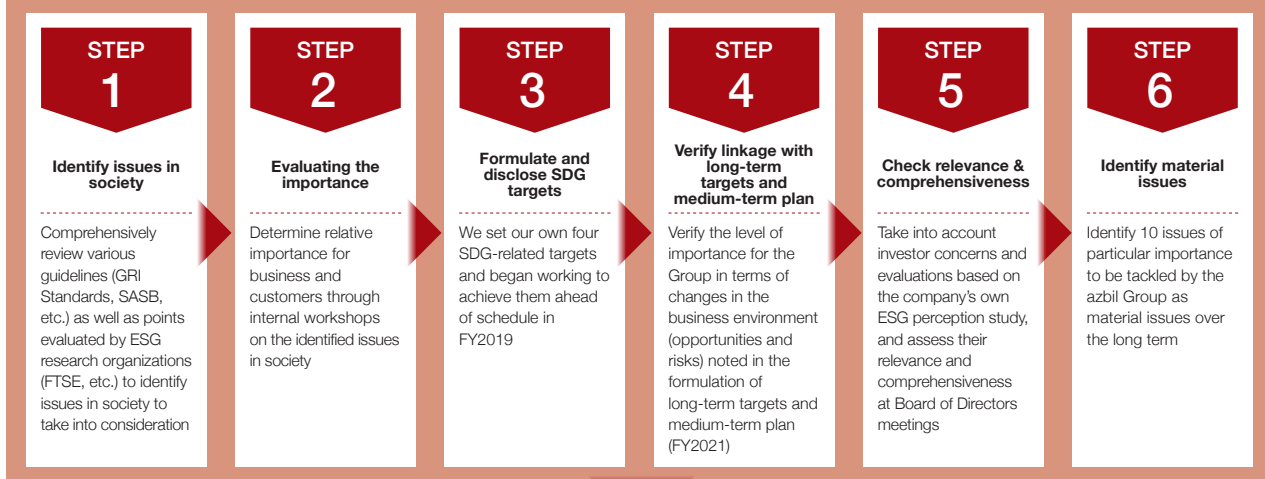 STEP
1
Identify issues in
society
Comprehensively
review various
guidelines (GRI
Standards, SASB,
etc.) as well as points
evaluated by ESG
research organizations
(FTSE, etc.) to identify
issues in society to
take into consideration
STEP
2
Evaluating the
importance
Determine relative
importance for
business and
customers through
internal workshops
on the identified issues
in society
STEP
3
Formulate and
disclose SDG
targets
We set our own four
SDG-related targets
and began working to
achieve them ahead
of schedule in
FY2019
STEP
4
Verify linkage with
long-term
targets and
medium-term plan
Verify the level of
importance for the
Group in terms of
changes in the
business environment
(opportunities and
risks) noted in the
formulation of
long-term targets and
medium-term plan
(FY2021)
STEP
5
Check relevance &
comprehensiveness
Take into account
investor concerns and
evaluations based on
the company's own
ESG perception study,
and assess their
relevance and
comprehensiveness
at Board of Directors
meetings
STEP
6
Identify material
issues
Identify 10 issues of
particular importance
to be tackled by the
azbil Group as
material issues over
the long term